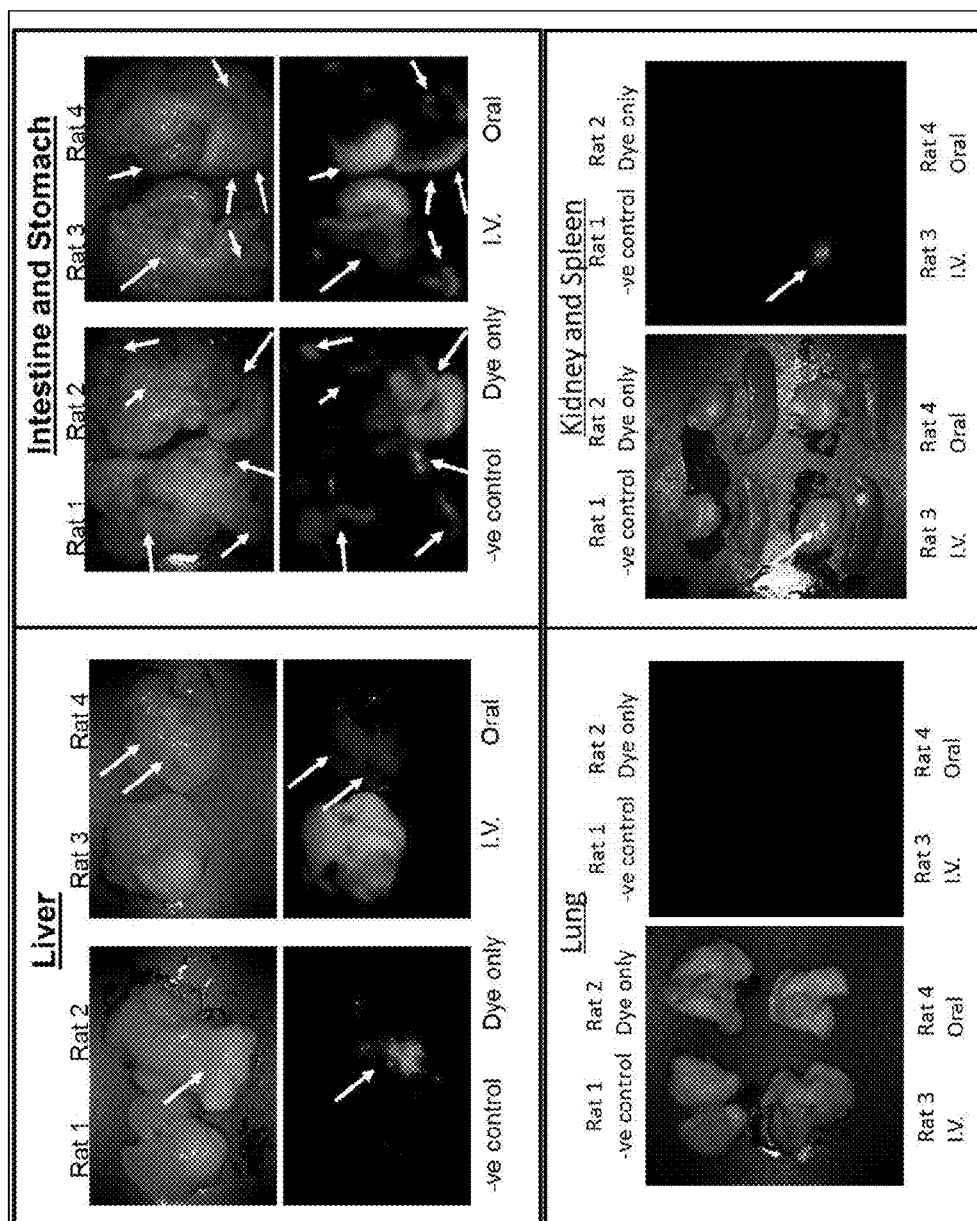 Liver
Rat 1 Rat 2 Rat 3 Rat 4
-ve control Dye only I.V. Oral
Intestine and Stomach
Rat 1 Rat 2 Rat 3 Rat 4
-ve control Dye only I.V. Oral
Lung
Rat 1 Rat 2 Rat 1 Rat 2
-ve control Dye only -ve control Dye only
Rat 3 Rat 4 Rat 3 Rat 4
I.V. Oral I.V. Oral
Kidney and Spleen
Rat 1 Rat 2 Rat 1 Rat 2
-ve control Dye only -ve control Dye only
Rat 3 Rat 4 Rat 3 Rat 4
I.V. Oral I.V. Oral